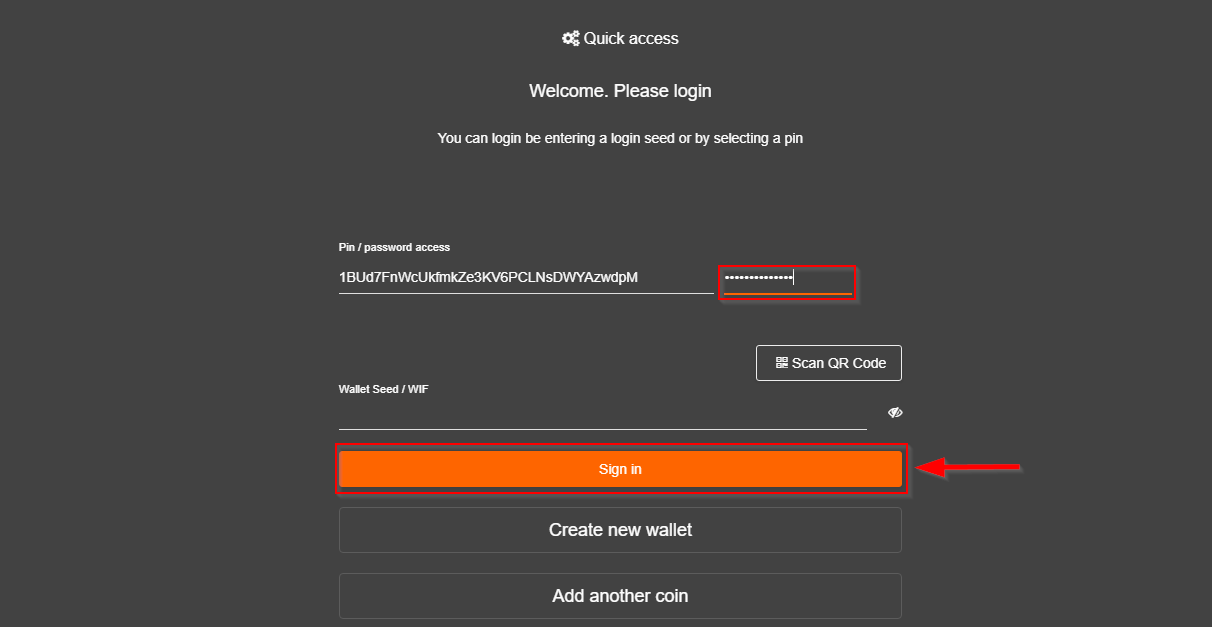 Quick access
Welcome. Please login
You can login be entering a login seed or by selecting a pin
Pin / password access
1BUd7FnWcUkfmkZe3KV6PCLNsDWYAzwdpM ••••••••••••••
Scan QR Code
Wallet Seed / WIF
Sign in
Create new wallet
Add another coin